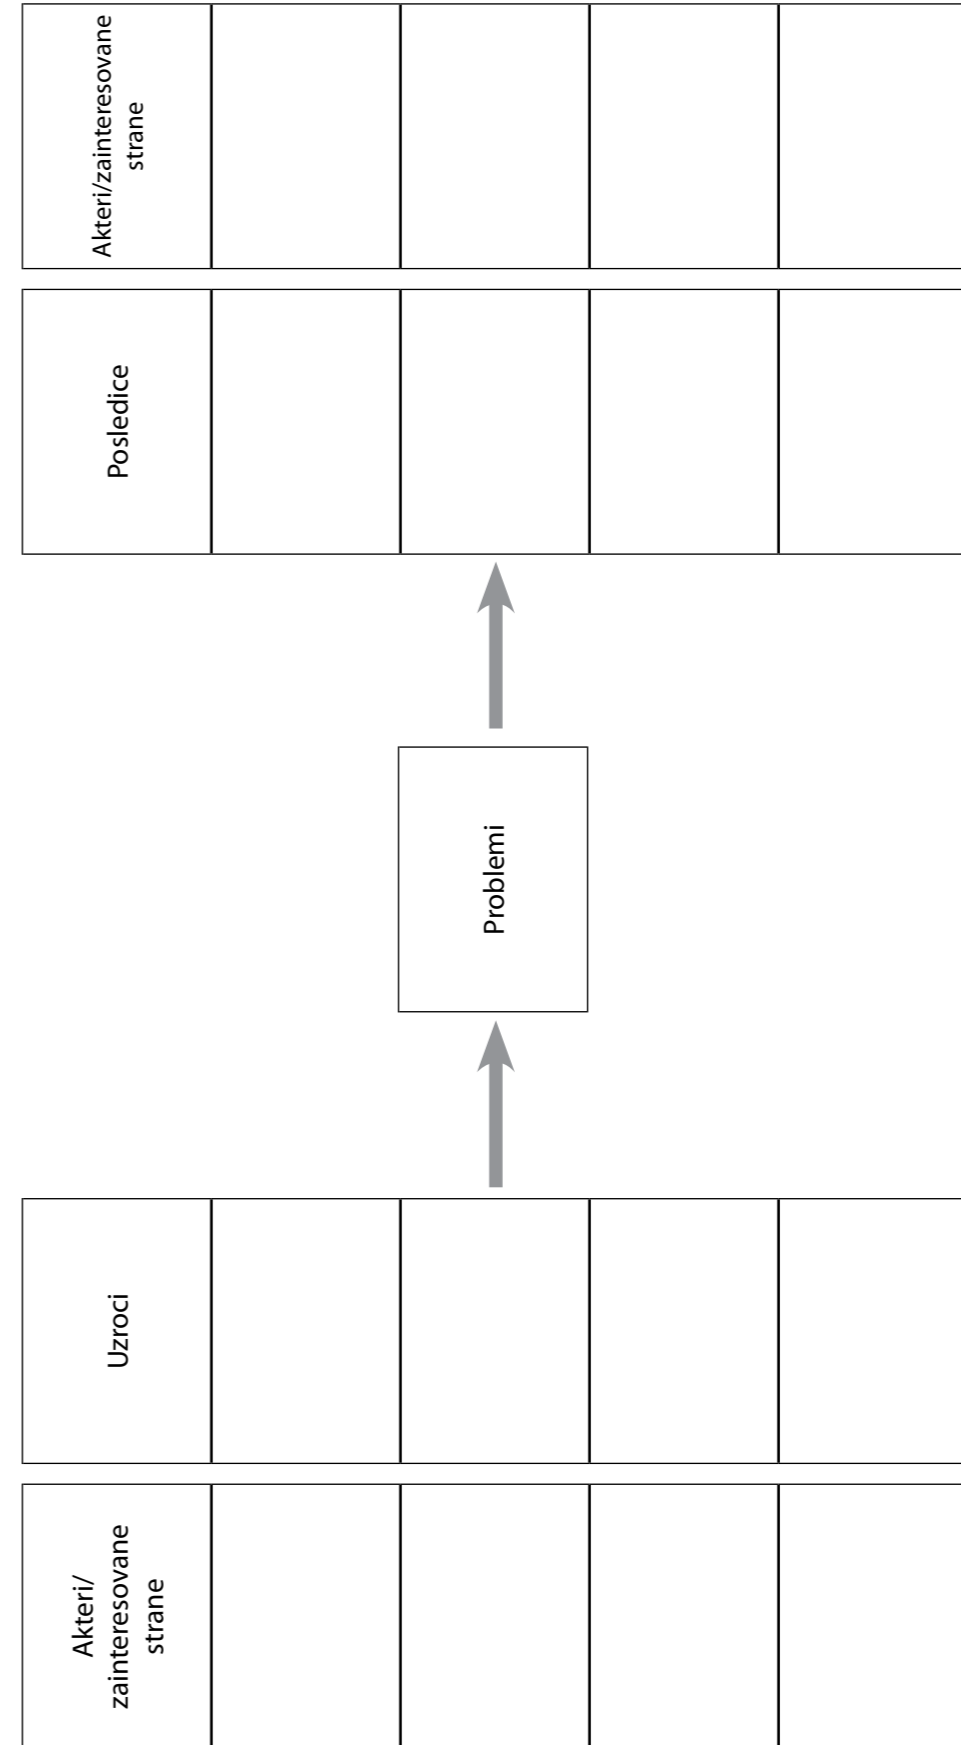 Akteri/
zainteresovane
strane
Uzroci
Problemi
Posledice
Akteri/zainteresovane
strane